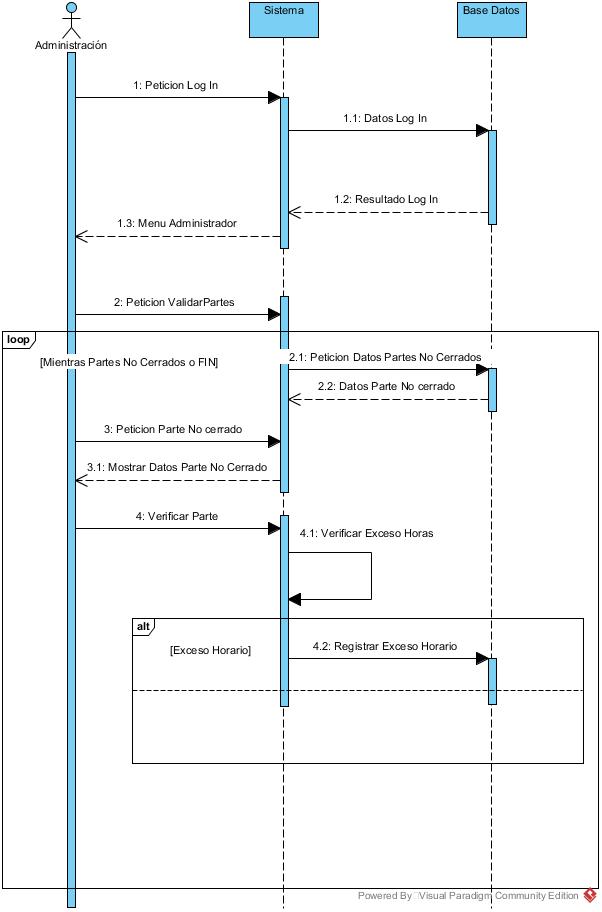 Sistema
Base Datos
Administración
1: Peticion Log In
1.1: Datos Log In
1.2: Resultado Log In
1.3: Menu Administrador
2: Peticion ValidarPartes
loop
[Mientras Partes No Cerrados o FIN]
2.1: Peticion Datos Partes No Cerrados
2.2: Datos Parte No cerrado
3: Peticion Parte No cerrado
3.1: Mostrar Datos Parte No Cerrado
4: Verificar Parte
4.1: Verificar Exceso Horas
alt
[Exceso Horario]
4.2: Registrar Exceso Horario
Powered By Visual Paradigm Community Edition